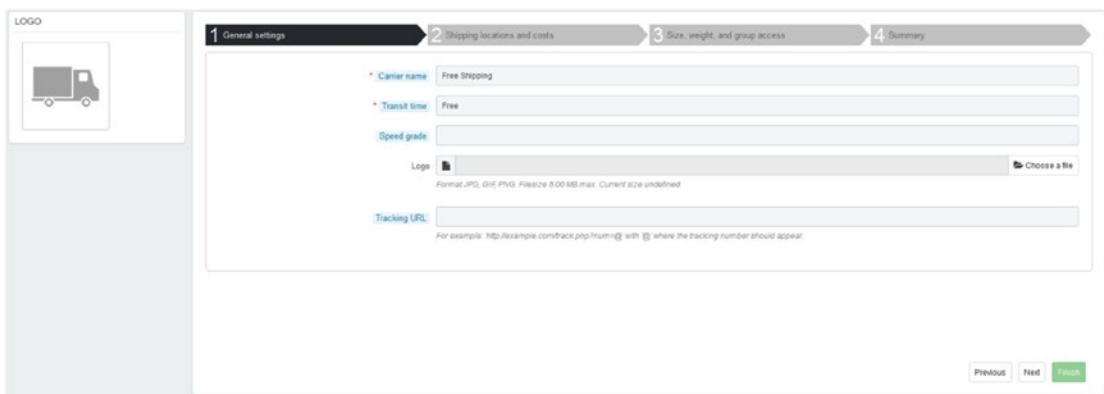 LOGO
1 General settings
2 Shipping locations and costs
3 Size, weight, and group access
4 Summary
* Carrier name Free Shipping
* Transit time Free
Speed grade
Logo Choose a file
Format JPG, GIF, PNG. Filesize 8.00 MB max. Current size undefined.
Tracking URL
For example: 'http://example.com/track.php?num=@' with '@' where the tracking number should appear.
Previous Next Finish